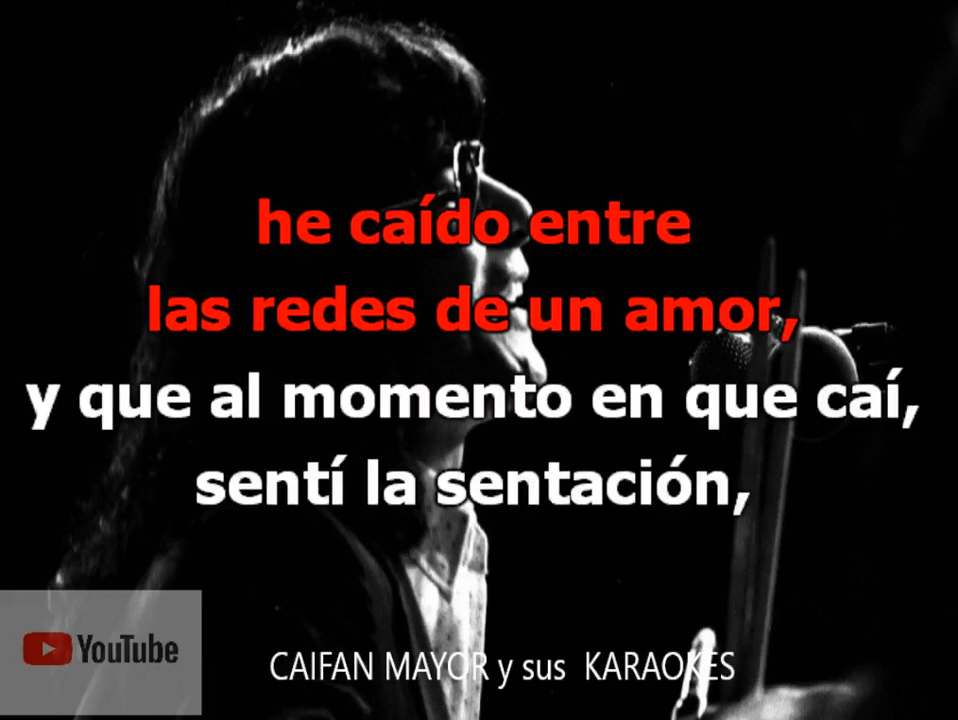 he caído entre
las redes de un amor,
y que al momento en que caí,
sentí la sentación,
YouTube
CAIFAN MAYOR y sus KARAOKES